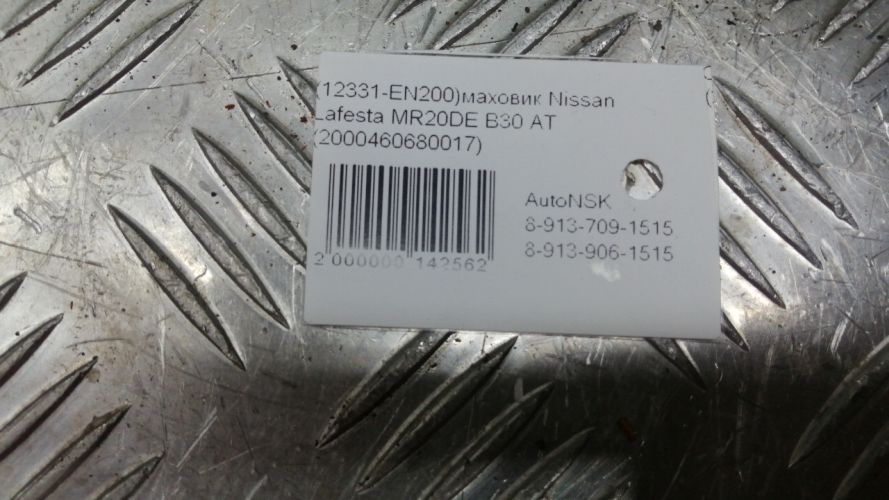 (12331-EN200)маховик Nissan
Lafesta MR20DE B30 AT
(2000460680017)
AutoNSK
8-913-709-1515
8-913-906-1515
2 000000 142562